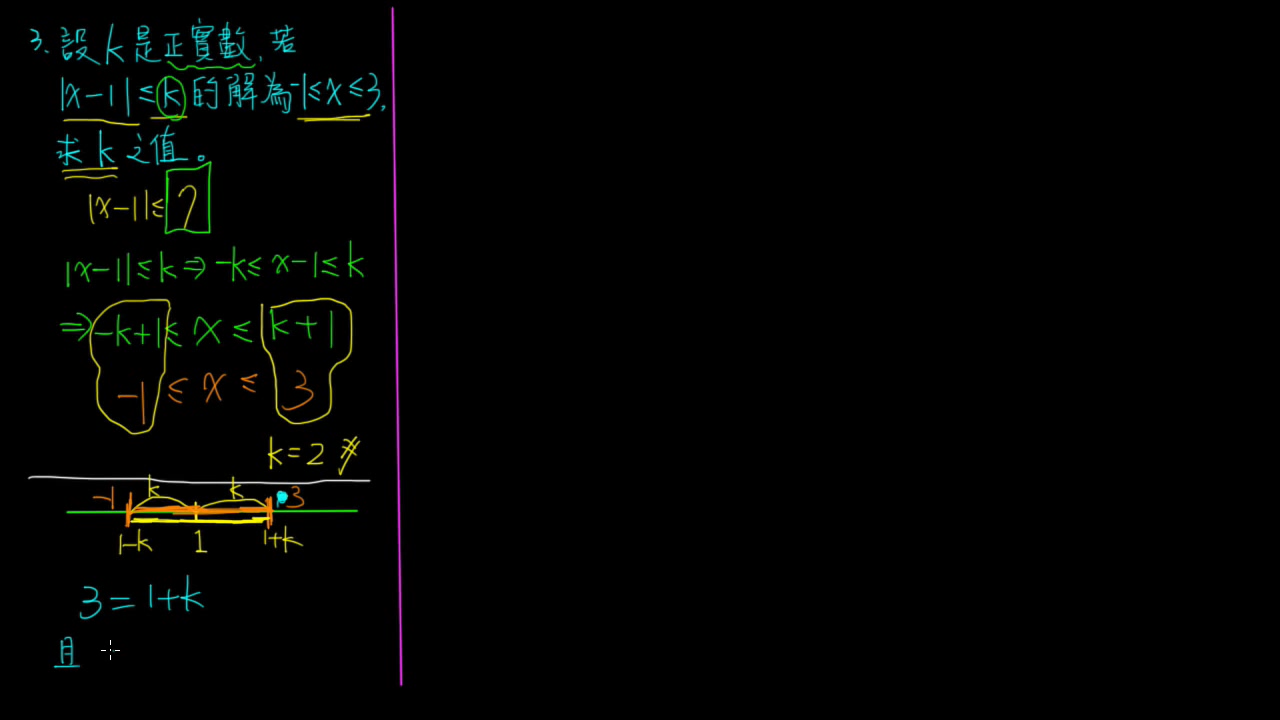 3. 設k是正實數, 若
|x-1|≤k的解為-1≤x≤3,
求k之值。
|x-1|≤?
|x-1|≤k⇒-k≤x-1≤k
⇒-k+1≤x≤k+1
-1≤x≤3
k=2
-1 k k 3
1-k 1 1+k
3=1+k
且